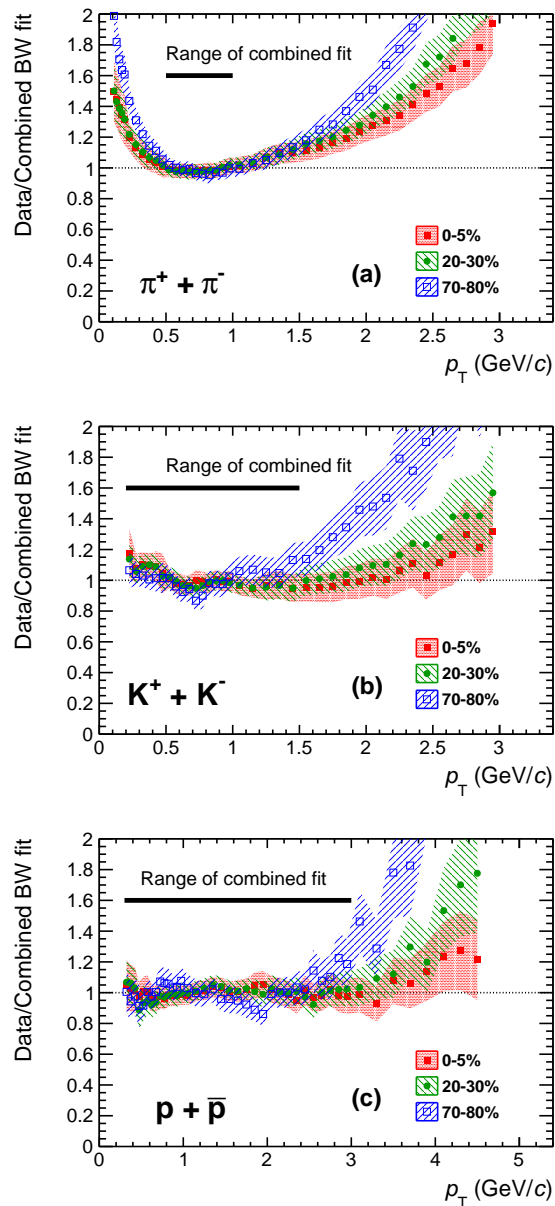 Data/Combined BW fit
2
1.8
1.6
1.4
1.2
1
0.8
0.6
0.4
0.2
0
Range of combined fit
0-5%
20-30%
70-80%
π⁺ + π⁻
(a)
0 0.5 1 1.5 2 2.5 3
p_T (GeV/c)
Data/Combined BW fit
2
1.8
1.6
1.4
1.2
1
0.8
0.6
0.4
0.2
0
Range of combined fit
0-5%
20-30%
70-80%
K⁺ + K⁻
(b)
0 0.5 1 1.5 2 2.5 3
p_T (GeV/c)
Data/Combined BW fit
2
1.8
1.6
1.4
1.2
1
0.8
0.6
0.4
0.2
0
Range of combined fit
0-5%
20-30%
70-80%
p + p̅
(c)
0 1 2 3 4 5
p_T (GeV/c)